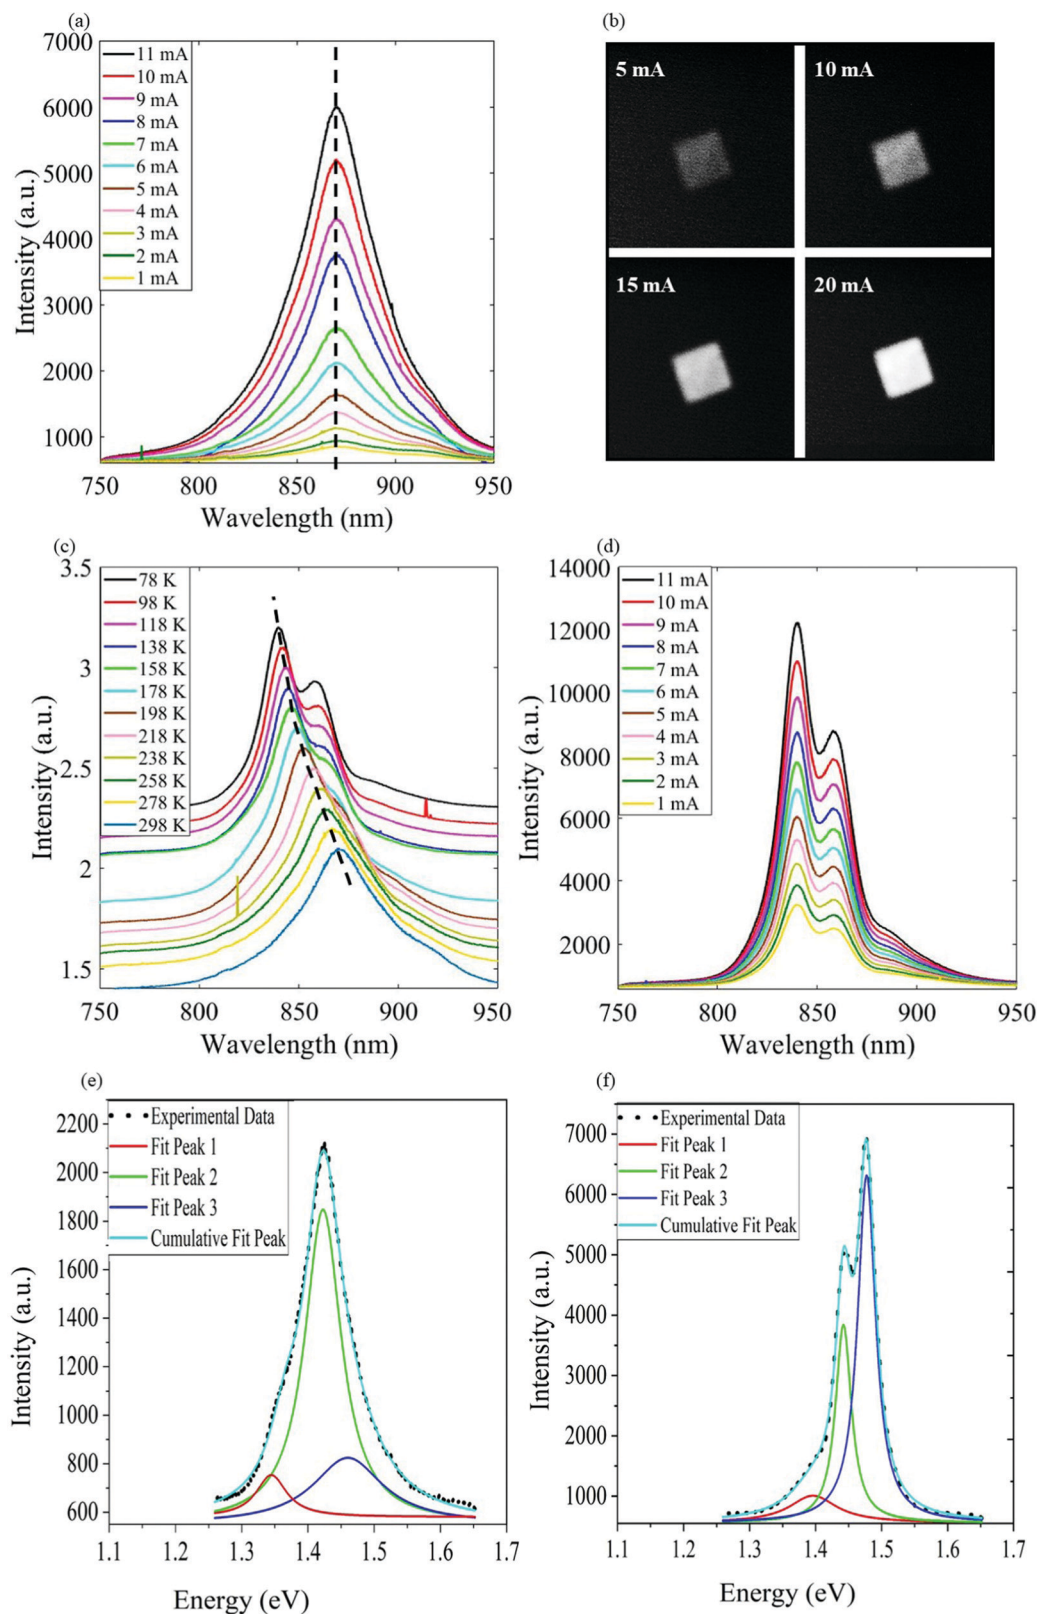 (a)
7000
6000
5000
4000
3000
2000
1000
Intensity (a.u.)
11 mA
10 mA
9 mA
8 mA
7 mA
6 mA
5 mA
4 mA
3 mA
2 mA
1 mA
750 800 850 900 950
Wavelength (nm)
(b)
5 mA
10 mA
15 mA
20 mA
(c)
3.5
3
2.5
2
1.5
Intensity (a.u.)
78 K
98 K
118 K
138 K
158 K
178 K
198 K
218 K
238 K
258 K
278 K
298 K
750 800 850 900 950
Wavelength (nm)
(d)
14000
12000
10000
8000
6000
4000
2000
Intensity (a.u.)
11 mA
10 mA
9 mA
8 mA
7 mA
6 mA
5 mA
4 mA
3 mA
2 mA
1 mA
750 800 850 900 950
Wavelength (nm)
(e)
2200
2000
1800
1600
1400
1200
1000
800
600
Intensity (a.u.)
Experimental Data
Fit Peak 1
Fit Peak 2
Fit Peak 3
Cumulative Fit Peak
1.1 1.2 1.3 1.4 1.5 1.6 1.7
Energy (eV)
(f)
7000
6000
5000
4000
3000
2000
1000
Intensity (a.u.)
Experimental Data
Fit Peak 1
Fit Peak 2
Fit Peak 3
Cumulative Fit Peak
1.1 1.2 1.3 1.4 1.5 1.6 1.7
Energy (eV)